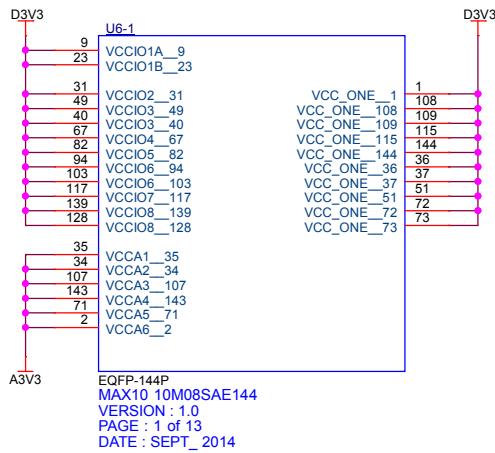 D3V3
D3V3
U6-1
9 VCCIO1A__9
23 VCCIO1B__23
31 VCCIO2__31
49 VCCIO3__49
40 VCCIO3__40
67 VCCIO4__67
82 VCCIO5__82
94 VCCIO6__94
103 VCCIO6__103
117 VCCIO7__117
139 VCCIO8__139
128 VCCIO8__128
VCC_ONE__1 1
VCC_ONE__108 108
VCC_ONE__109 109
VCC_ONE__115 115
VCC_ONE__144 144
VCC_ONE__36 36
VCC_ONE__37 37
VCC_ONE__51 51
VCC_ONE__72 72
VCC_ONE__73 73
35 VCCA1__35
34 VCCA2__34
107 VCCA3__107
143 VCCA4__143
71 VCCA5__71
2 VCCA6__2
A3V3
EQFP-144P
MAX10 10M08SAE144
VERSION : 1.0
PAGE : 1 of 13
DATE : SEPT_ 2014